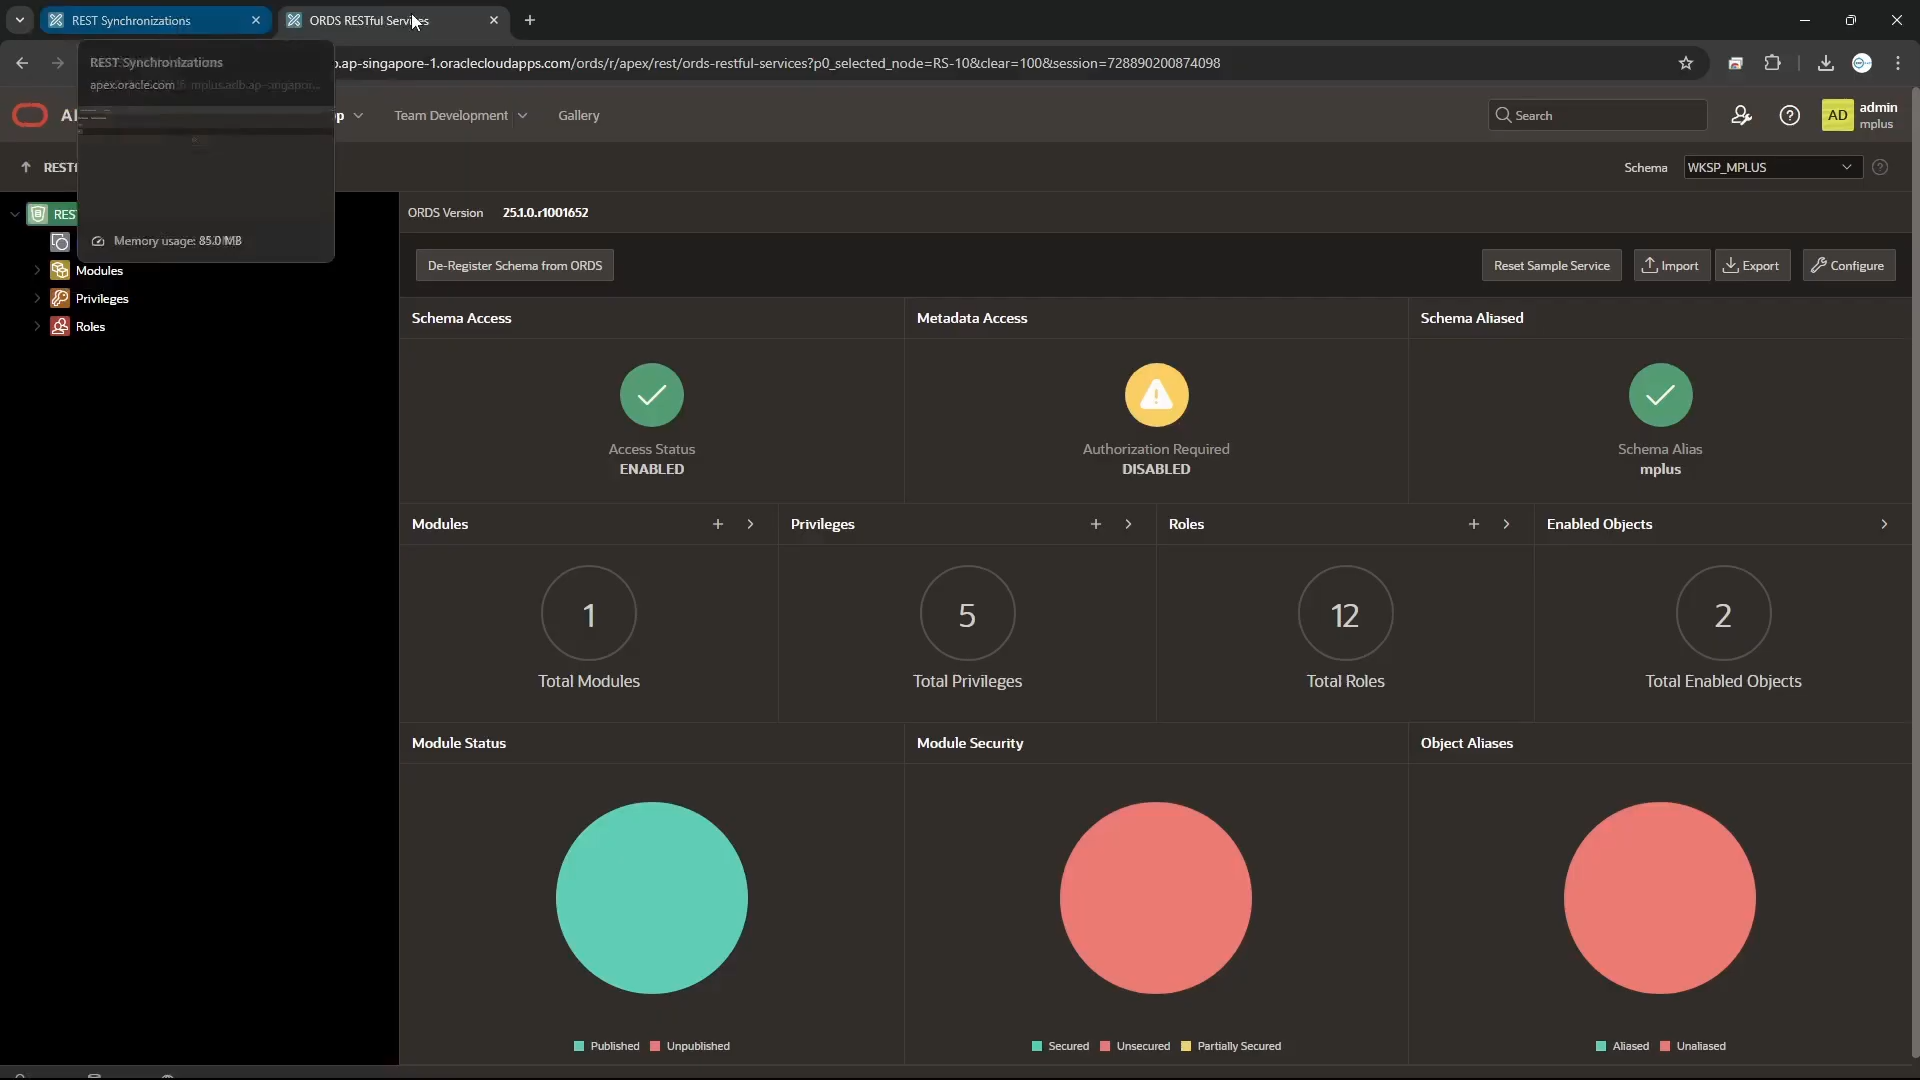 REST Synchronizations
ORDS RESTful Services
REST Synchronizations
apex.oracle.com
o.ap-singapore-1.oraclecloudapps.com/ords/r/apex/rest/ords-restful-services?p0_selected_node=RS-10&clear=100&session=728890200874098
Team Development
Gallery
Search
AD
admin
mplus
Schema
WKSP_MPLUS
Memory usage:
Modules
Privileges
Roles
ORDS Version
25.1.0.r1001652
De-Register Schema from ORDS
Reset Sample Service
Import
Export
Configure
Schema Access
Metadata Access
Schema Aliased
Access Status
ENABLED
Authorization Required
DISABLED
Schema Alias
mplus
Modules
Privileges
Roles
Enabled Objects
1
5
12
2
Total Modules
Total Privileges
Total Roles
Total Enabled Objects
Module Status
Module Security
Object Aliases
Published
Unpublished
Secured
Unsecured
Partially Secured
Aliased
Unaliased